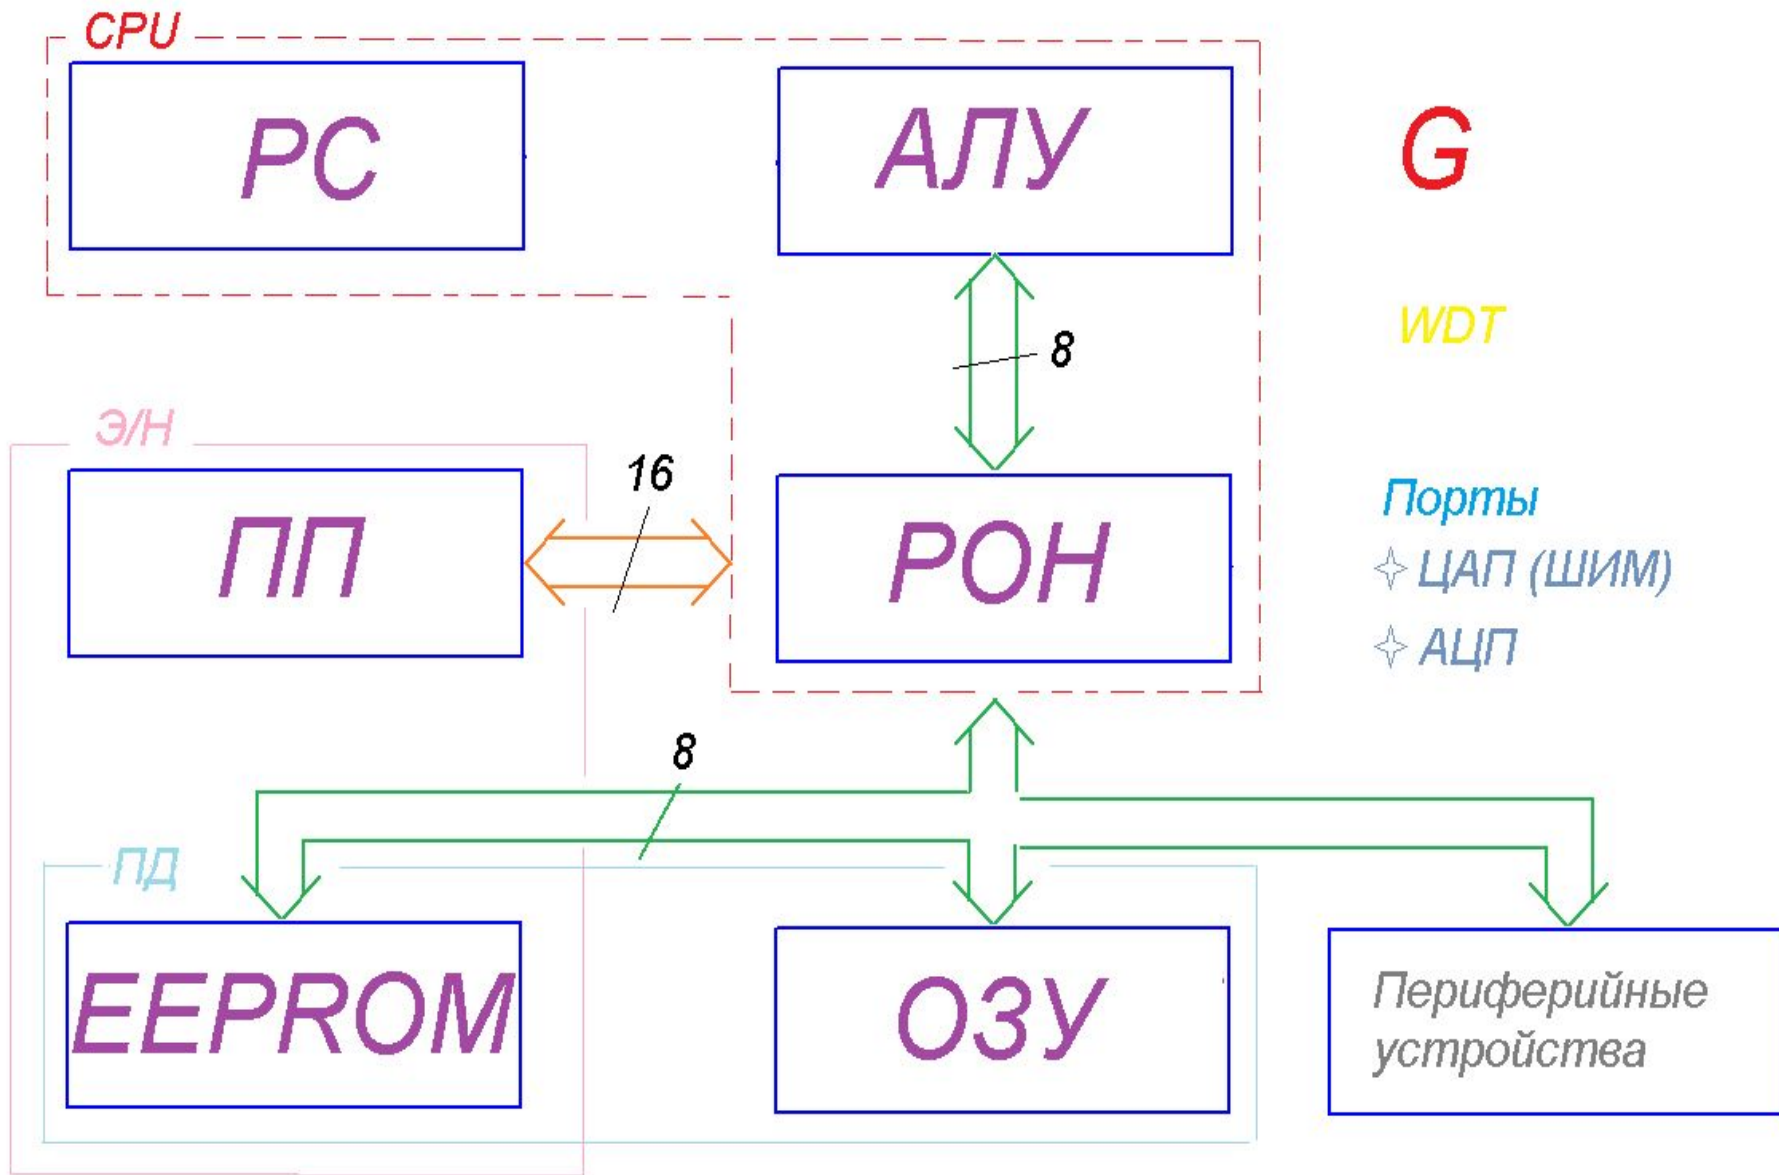 CPU
PC
АЛУ
G
WDT
8
Э/Н
16
ПП
РОН
Порты
ЦАП (ШИМ)
АЦП
8
ПД
EEPROM
ОЗУ
Периферийные
устройства